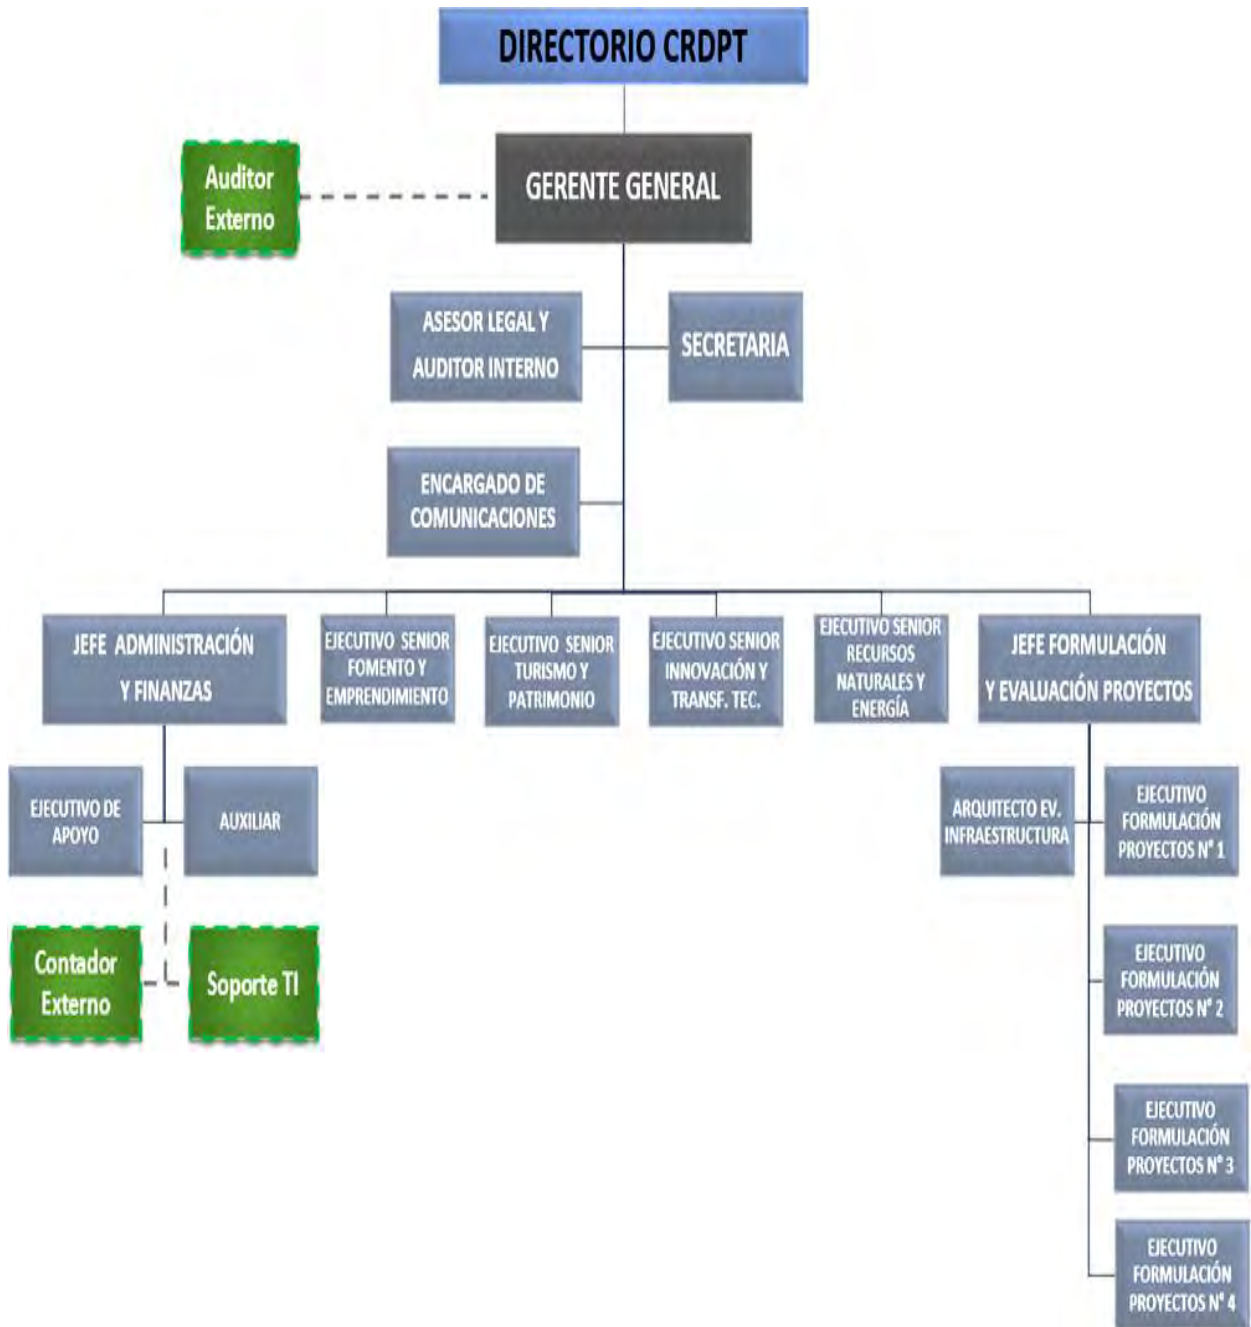 DIRECTORIO CRDPT
GERENTE GENERAL
Auditor
Externo
ASESOR LEGAL Y
AUDITOR INTERNO
SECRETARIA
ENCARGADO DE
COMUNICACIONES
JEFE ADMINISTRACIÓN
Y FINANZAS
EJECUTIVO SENIOR
FOMENTO Y
EMPRENDIMIENTO
EJECUTIVO SENIOR
TURISMO Y
PATRIMONIO
EJECUTIVO SENIOR
INNOVACIÓN Y
TRANSF. TEC.
EJECUTIVO SENIOR
RECURSOS
NATURALES Y
ENERGÍA
JEFE FORMULACIÓN
Y EVALUACIÓN PROYECTOS
EJECUTIVO DE
APOYO
AUXILIAR
ARQUITECTO EV.
INFRAESTRUCTURA
EJECUTIVO
FORMULACIÓN
PROYECTOS N° 1
Contador
Externo
Soporte TI
EJECUTIVO
FORMULACIÓN
PROYECTOS N° 2
EJECUTIVO
FORMULACIÓN
PROYECTOS N° 3
EJECUTIVO
FORMULACIÓN
PROYECTOS N° 4